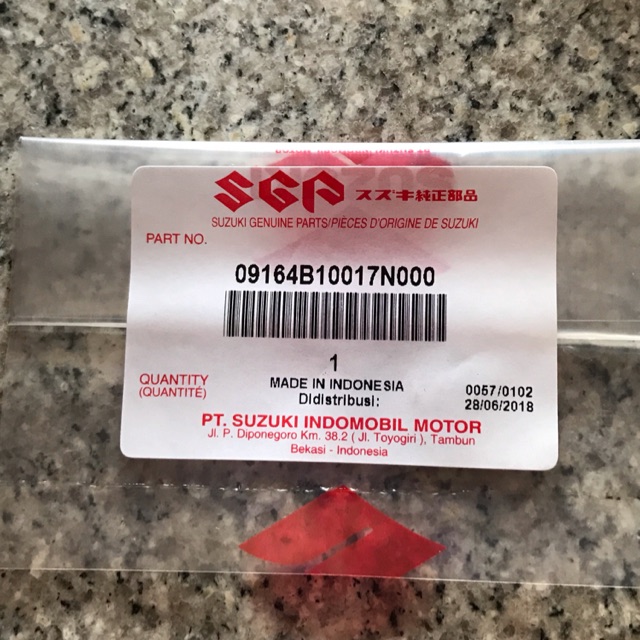 SGP スズキ純正部品
SUZUKI GENUINE PARTS/PIÈCES D'ORIGINE DE SUZUKI
PART NO.
09164B10017N000
1
QUANTITY
(QUANTITÉ)
MADE IN INDONESIA
Didistribusi:
0057/0102
28/06/2018
PT. SUZUKI INDOMOBIL MOTOR
Jl. P. Diponegoro Km. 38.2 ( Jl. Toyogiri ), Tambun
Bekasi - Indonesia